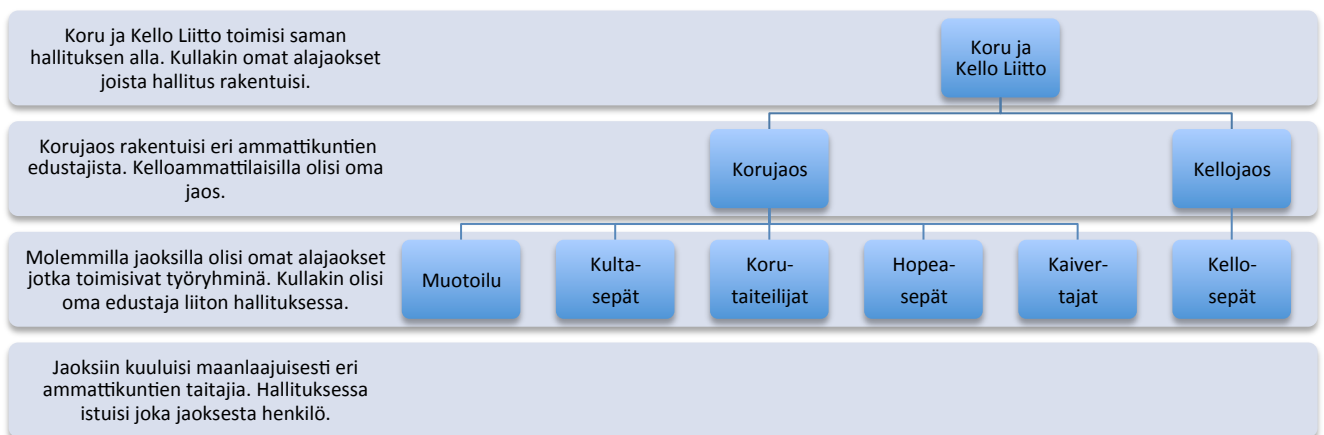 Koru ja Kello Liitto toimisi saman
hallituksen alla. Kullakin omat alajaokset
joista hallitus rakentuisi.
Koru ja
Kello Liitto
Korujaos rakentuisi eri ammattikuntien
edustajista. Kelloammattilaisilla olisi oma
jaos.
Korujaos
Kellojaos
Molemmilla jaoksilla olisi omat alajaokset
jotka toimisivat työryhminä. Kullakin olisi
oma edustaja liiton hallituksessa.
Muotoilu
Kulta-
sepät
Koru-
taiteilijat
Hopea-
sepät
Kaiver-
tajat
Kello-
sepät
Jaoksiin kuuluisi maanlaajuisesti eri
ammattikuntien taitajia. Hallituksessa
istuisi joka jaoksesta henkilö.